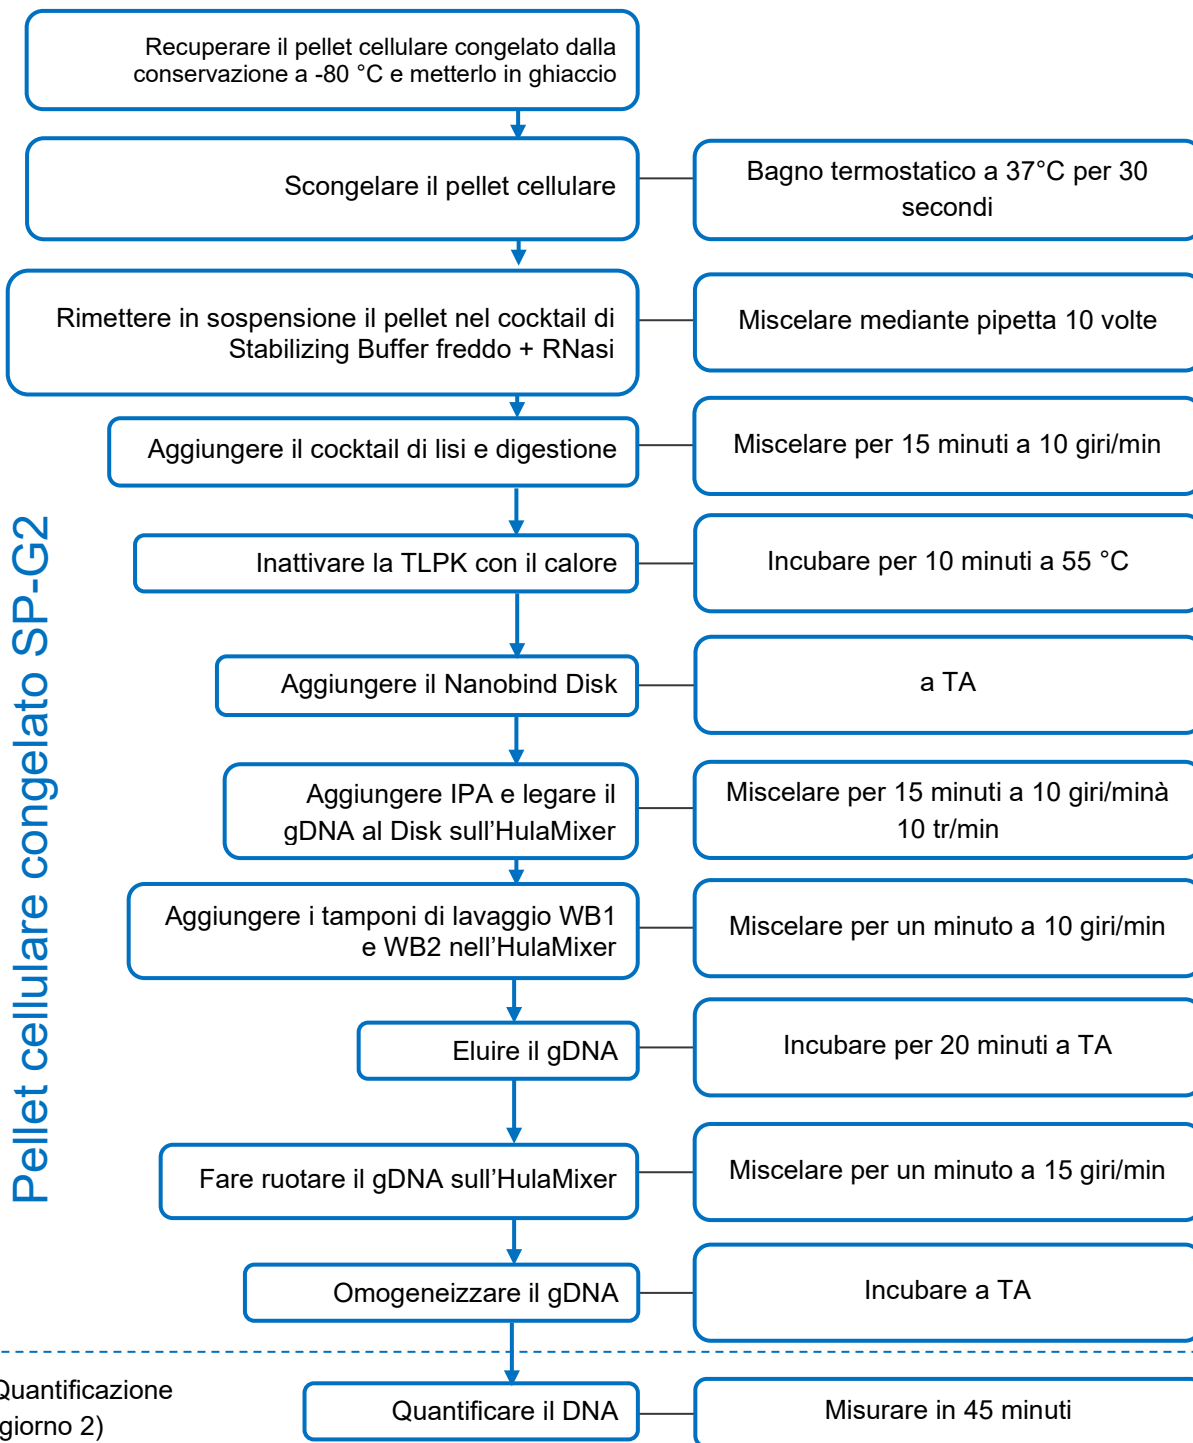 Recuperare il pellet cellulare congelato dalla
conservazione a -80 °C e metterlo in ghiaccio
Scongelare il pellet cellulare
Bagno termostatico a 37°C per 30
secondi
Rimettere in sospensione il pellet nel cocktail di
Stabilizing Buffer freddo + RNasi
Miscelare mediante pipetta 10 volte
Aggiungere il cocktail di lisi e digestione
Miscelare per 15 minuti a 10 giri/min
Inattivare la TLPK con il calore
Incubare per 10 minuti a 55 °C
Aggiungere il Nanobind Disk
a TA
Aggiungere IPA e legare il
gDNA al Disk sull’HulaMixer
Miscelare per 15 minuti a 10 giri/minà
10 tr/min
Aggiungere i tamponi di lavaggio WB1
e WB2 nell’HulaMixer
Miscelare per un minuto a 10 giri/min
Eluire il gDNA
Incubare per 20 minuti a TA
Fare ruotare il gDNA sull’HulaMixer
Miscelare per un minuto a 15 giri/min
Omogeneizzare il gDNA
Incubare a TA
Pellet cellulare congelato SP-G2
Quantificazione
giorno 2)
Quantificare il DNA
Misurare in 45 minuti